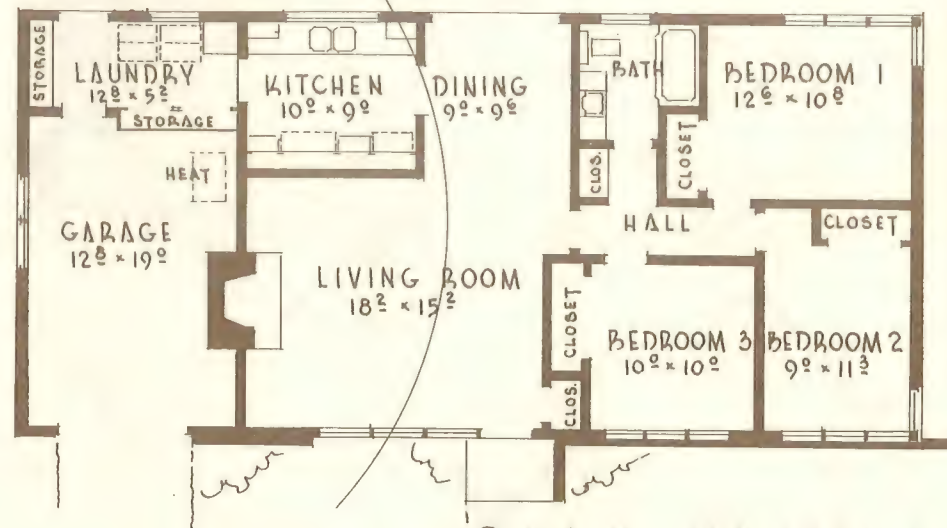 STORAGE
LAUNDRY
12⁸ × 5²
STORAGE
KITCHEN
10⁰ × 9⁰
DINING
9⁰ × 9⁶
BATH
BEDROOM 1
12⁶ × 10⁸
HEAT
CLOS.
CLOSET
HALL
CLOSET
GARAGE
12⁸ × 19⁰
LIVING ROOM
18² × 15²
CLOSET
BEDROOM 3
10⁰ × 10⁰
BEDROOM 2
9⁰ × 11³
CLOS.